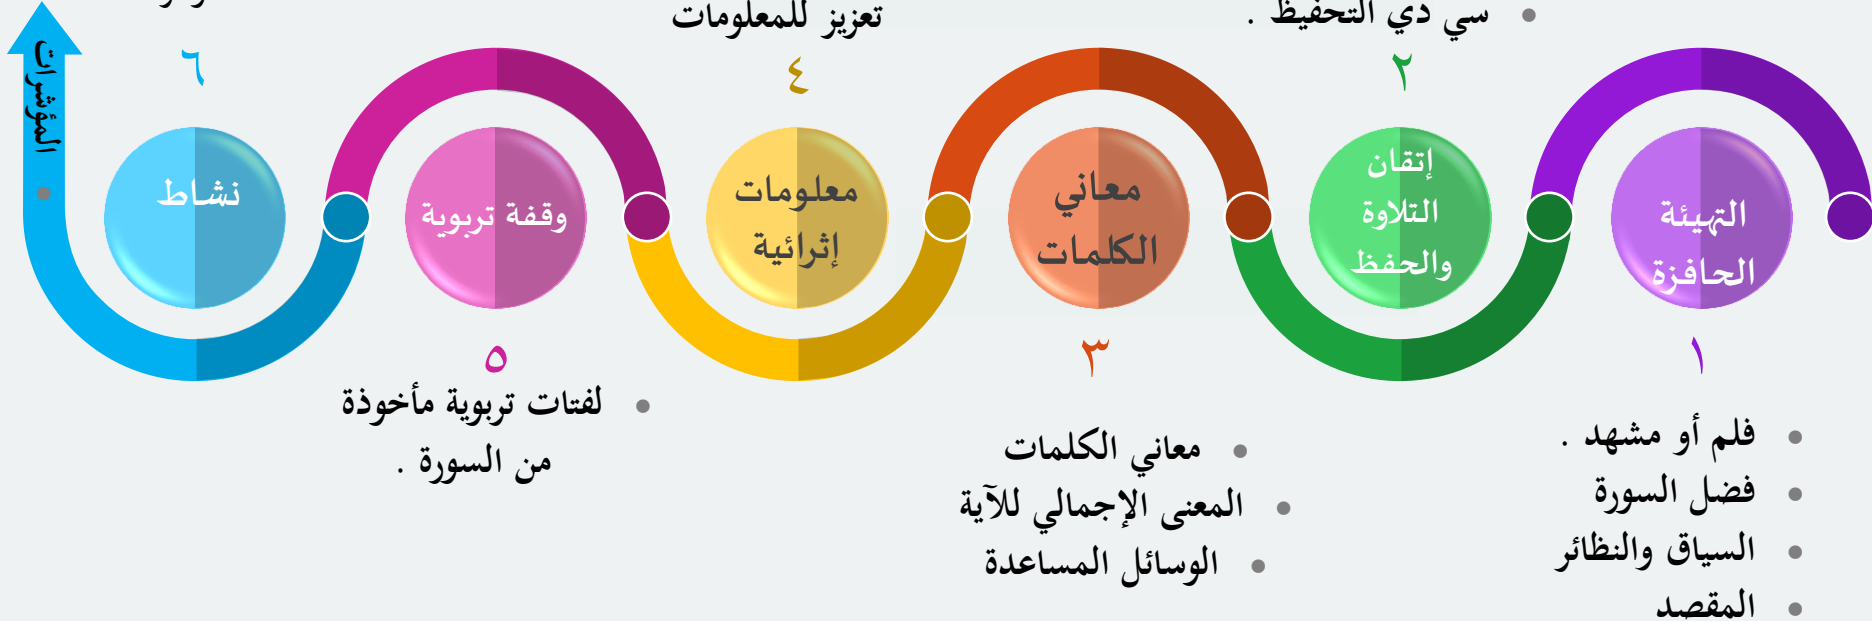 تعزيز للمعلومات
سي دي التحفيظ .
المؤشرات
١
التهيئة
الحافزة
فلم أو مشهد .
فضل السورة
السياق والنظائر
المقصد
٢
إتقان
التلاوة
والحفظ
٣
معاني
الكلمات
معاني الكلمات
المعنى الإجمالي للآية
الوسائل المساعدة
٤
معلومات
إثرائية
٥
وقفة تربوية
لفتات تربوية مأخوذة
من السورة .
٦
نشاط